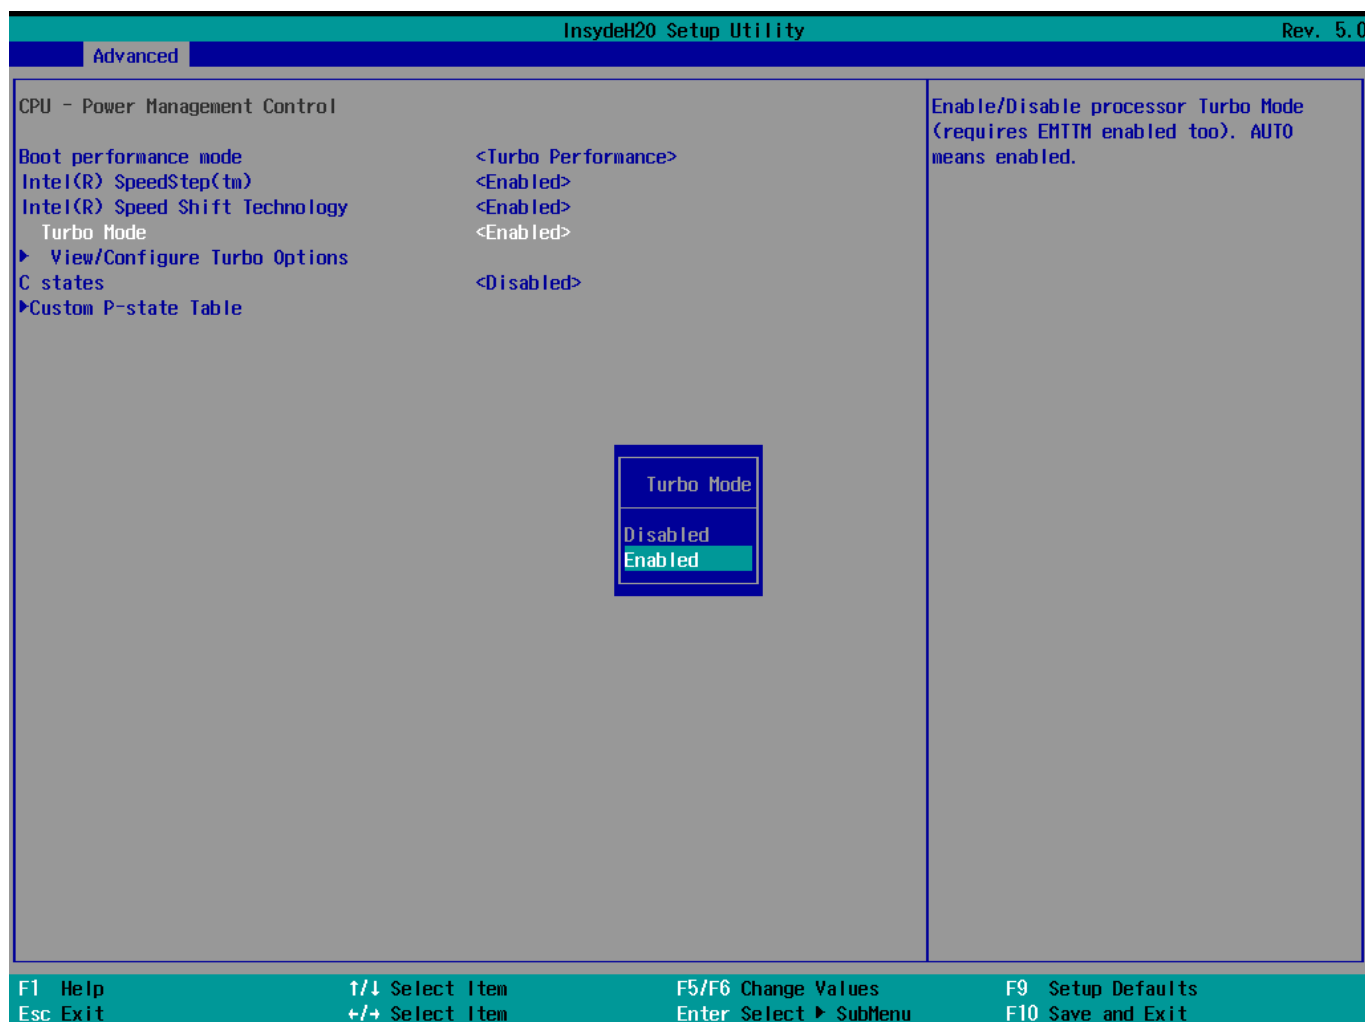 InsydeH20 Setup Utility Rev. 5.0
Advanced
CPU - Power Management Control
Boot performance mode <Turbo Performance>
Intel(R) SpeedStep(tm) <Enabled>
Intel(R) Speed Shift Technology <Enabled>
Turbo Mode <Enabled>
▶ View/Configure Turbo Options
C states <Disabled>
▶Custom P-state Table
Enable/Disable processor Turbo Mode
(requires EMTTM enabled too). AUTO
means enabled.
Turbo Mode
Disabled
Enabled
F1 Help ↑/↓ Select Item F5/F6 Change Values F9 Setup Defaults
Esc Exit ←/→ Select Item Enter Select ▶ SubMenu F10 Save and Exit